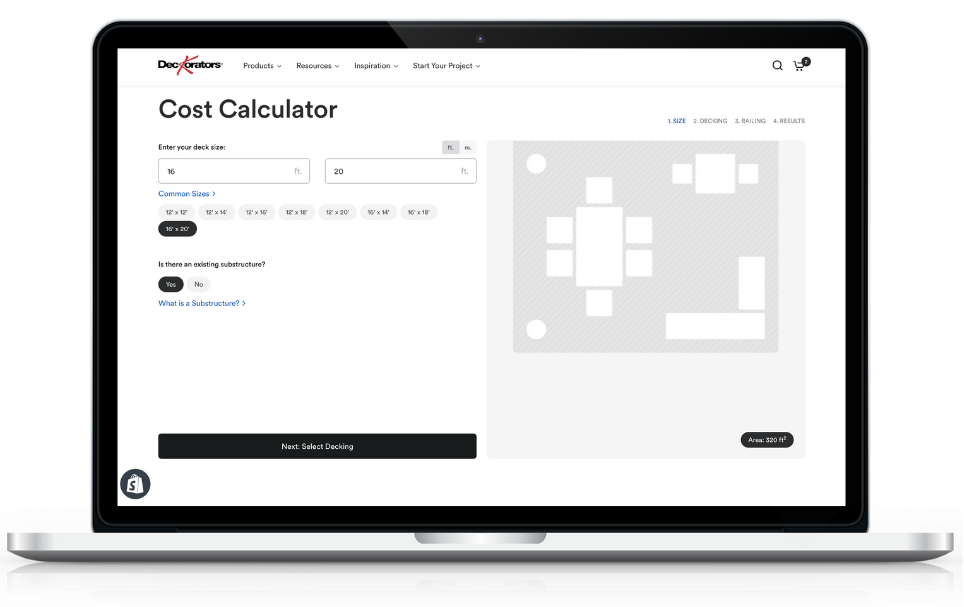 Deckorators®
Products Resources Inspiration Start Your Project
2
Cost Calculator
1. SIZE 2. DECKING 3. RAILING 4. RESULTS
Enter your deck size:
ft. m.
16 ft. 20 ft.
Common Sizes >
12' x 12' 12' x 14' 12' x 16' 12' x 18' 12' x 20' 16' x 14' 16' x 18'
16' x 20'
Is there an existing substructure?
Yes No
What is a Substructure? >
Next: Select Decking
Area: 320 ft²